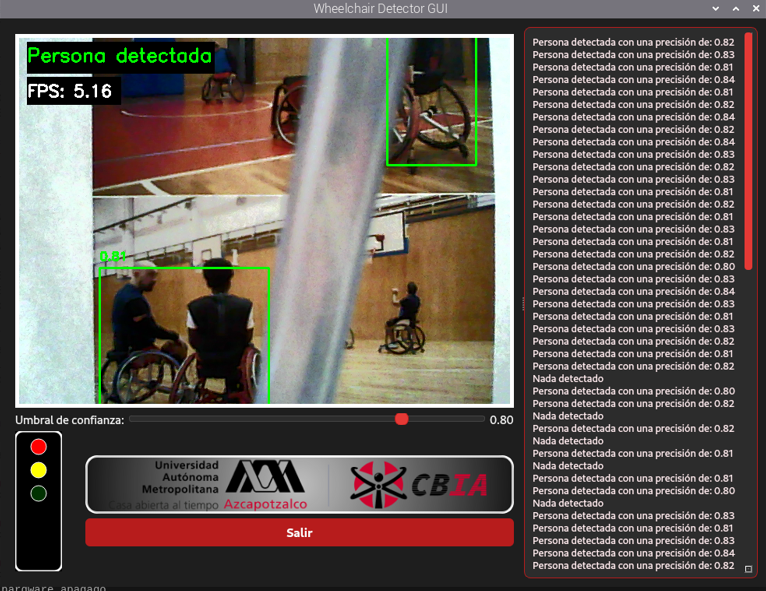 Wheelchair Detector GUI
Persona detectada
FPS: 5.16
0.81
Umbral de confianza:
0.80
Universidad
Autónoma
Metropolitana
Casa abierta al tiempo Azcapotzalco
CBIA
Salir
Persona detectada con una precisión de: 0.82
Persona detectada con una precisión de: 0.83
Persona detectada con una precisión de: 0.81
Persona detectada con una precisión de: 0.84
Persona detectada con una precisión de: 0.81
Persona detectada con una precisión de: 0.82
Persona detectada con una precisión de: 0.84
Persona detectada con una precisión de: 0.82
Persona detectada con una precisión de: 0.84
Persona detectada con una precisión de: 0.83
Persona detectada con una precisión de: 0.82
Persona detectada con una precisión de: 0.83
Persona detectada con una precisión de: 0.81
Persona detectada con una precisión de: 0.82
Persona detectada con una precisión de: 0.81
Persona detectada con una precisión de: 0.83
Persona detectada con una precisión de: 0.81
Persona detectada con una precisión de: 0.82
Persona detectada con una precisión de: 0.80
Persona detectada con una precisión de: 0.83
Persona detectada con una precisión de: 0.84
Persona detectada con una precisión de: 0.83
Persona detectada con una precisión de: 0.81
Persona detectada con una precisión de: 0.83
Persona detectada con una precisión de: 0.82
Persona detectada con una precisión de: 0.81
Persona detectada con una precisión de: 0.82
Nada detectado
Persona detectada con una precisión de: 0.80
Persona detectada con una precisión de: 0.82
Nada detectado
Persona detectada con una precisión de: 0.82
Nada detectado
Persona detectada con una precisión de: 0.81
Nada detectado
Persona detectada con una precisión de: 0.81
Persona detectada con una precisión de: 0.80
Nada detectado
Persona detectada con una precisión de: 0.83
Persona detectada con una precisión de: 0.81
Persona detectada con una precisión de: 0.83
Persona detectada con una precisión de: 0.84
Persona detectada con una precisión de: 0.82
hardware apagado